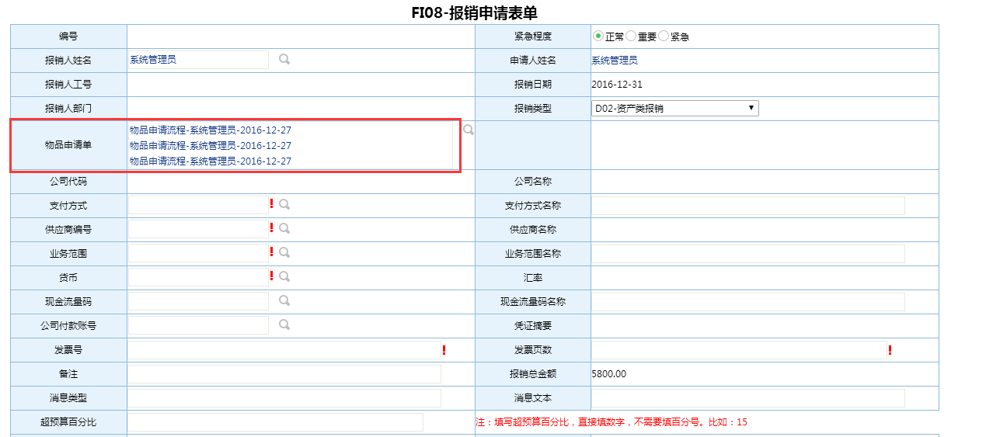 FI08-报销申请表单
编号 紧急程度 正常 重要 紧急
报销人姓名 系统管理员 申请人姓名 系统管理员
报销人工号 报销日期 2016-12-31
报销人部门 报销类型 D02-资产类报销
物品申请单 物品申请流程-系统管理员-2016-12-27
物品申请流程-系统管理员-2016-12-27
物品申请流程-系统管理员-2016-12-27
公司代码 公司名称
支付方式 ! 支付方式名称
供应商编号 ! 供应商名称
业务范围 ! 业务范围名称
货币 ! 汇率
现金流量码 现金流量码名称
公司付款账号 凭证摘要
发票号 ! 发票页数 !
备注 报销总金额 5800.00
消息类型 消息文本
超预算百分比 注：填写超预算百分比，直接填数字，不需要填百分号。比如：15